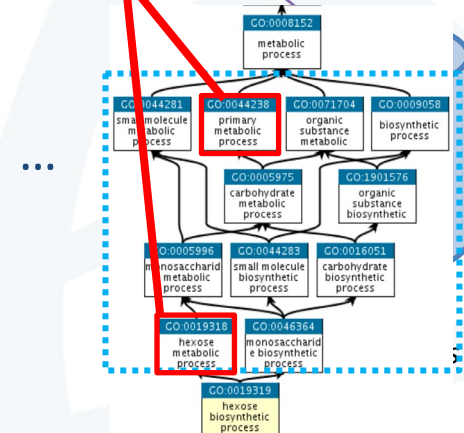 GO:0008152
metabolic
process
GO:0044281
small molecule
metabolic
process
GO:0044238
primary
metabolic
process
GO:0071704
organic
substance
metabolic
GO:0009058
biosynthetic
process
...
GO:0005975
carbohydrate
metabolic
process
GO:1901576
organic
substance
biosynthetic
GO:0005996
monosaccharid
metabolic
process
GO:0044283
small molecule
biosynthetic
process
GO:0016051
carbohydrate
biosynthetic
process
GO:0019318
hexose
metabolic
process
GO:0046364
monosaccharid
e biosynthetic
process
GO:0019319
hexose
biosynthetic
process